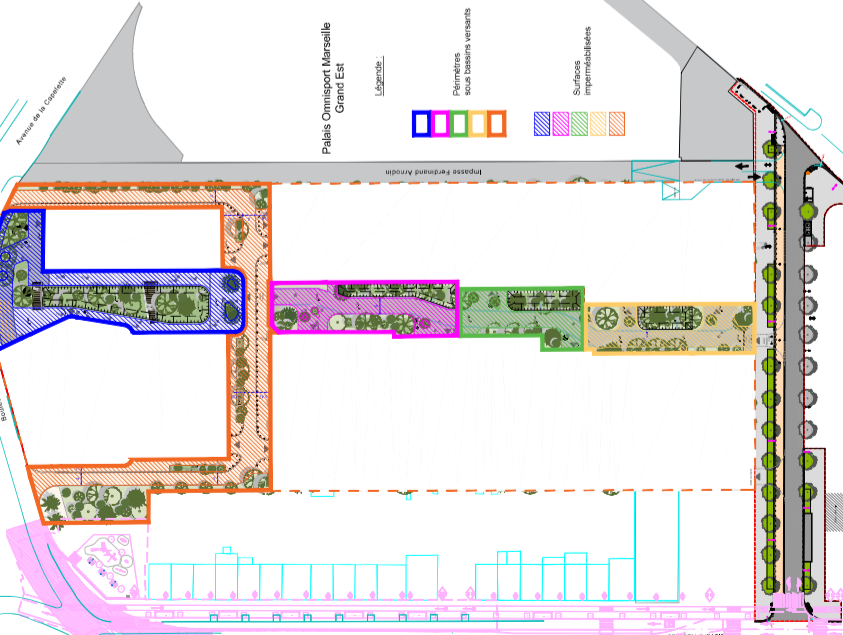 Avenue de la Capelette
Palais Omnisport Marseille
Grand Est
Légende :
Périmètres
sous bassins versants
Surfaces
imperméabilisées
Impasse Ferdinand Arnodin